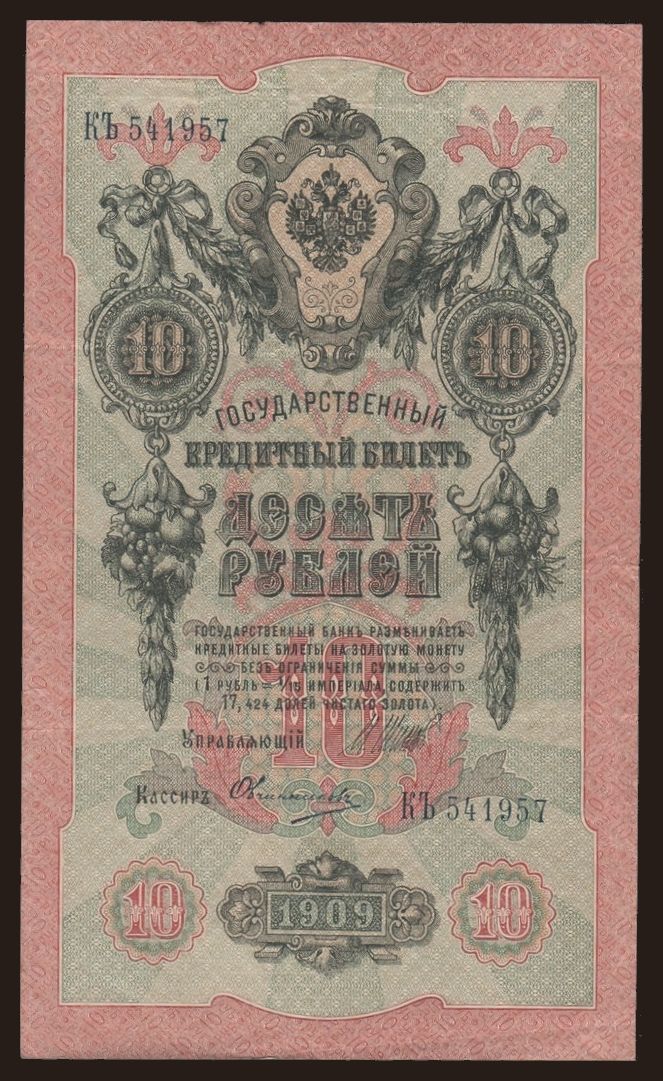 КЪ 541957
10
10
ГОСУДАРСТВЕННЫЙ
КРЕДИТНЫЙ БИЛЕТЪ
ДЕСЯТЬ
РУБЛЕЙ
ГОСУДАРСТВЕННЫЙ БАНКЪ РАЗМѢНИВАЕТЪ
КРЕДИТНЫЕ БИЛЕТЫ НА ЗОЛОТУЮ МОНЕТУ
БЕЗЪ ОГРАНИЧЕНІЯ СУММЫ
(1 РУБЛЬ = 1/15 ИМПЕРІАЛА, СОДЕРЖИТЪ
17,424 ДОЛЕЙ ЧИСТАГО ЗОЛОТА).
10
УПРАВЛЯЮЩІЙ
КАССИРЪ
КЪ 541957
10
1909
10